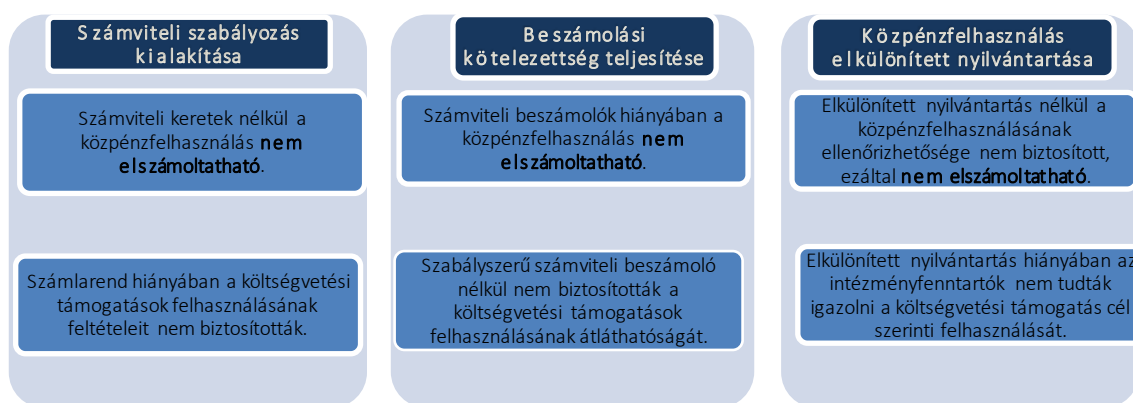 Számviteli szabályozás
kialakítása
Számviteli keretek nélkül a
közpénzfelhasználás nem
elszámoltatható.
Számlarend hiányában a költségvetési
támogatások felhasználásának
feltételeit nem biztosították.
Beszámolási
kötelezettség teljesítése
Számviteli beszámolók hiányában a
közpénzfelhasználás nem
elszámoltatható.
Szabályszerű számviteli beszámoló
nélkül nem biztosították a
költségvetési támogatások
felhasználásának átláthatóságát.
Közpénzfelhasználás
elkülönített nyilvántartása
Elkülönített nyilvántartás nélkül a
közpénzfelhasználásának
ellenőrizhetősége nem biztosított,
ezáltal nem elszámoltatható.
Elkülönített nyilvántartás hiányában az
intézményfenntartók nem tudták
igazolni a költségvetési támogatás cél
szerinti felhasználását.